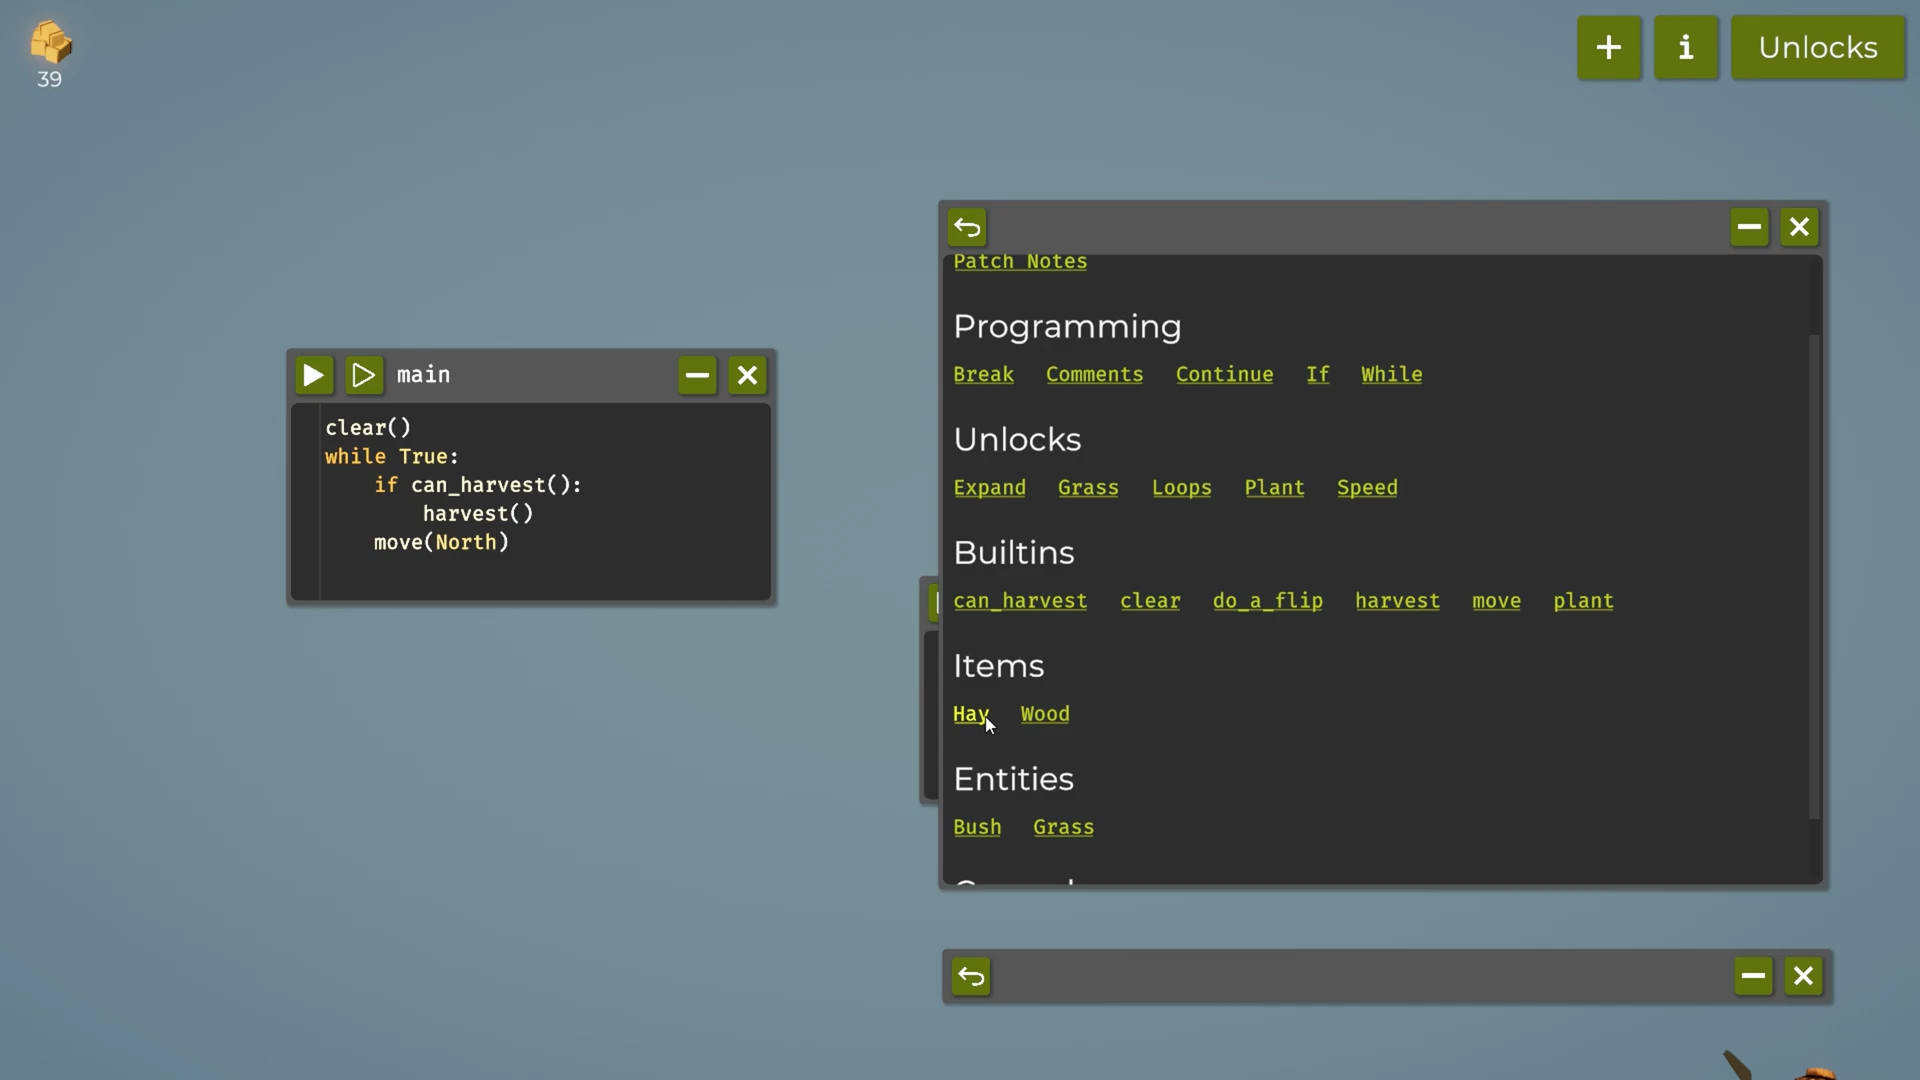 39
+ i Unlocks
main
clear()
while True:
    if can_harvest():
        harvest()
    move(North)
Patch Notes
Programming
Break Comments Continue If While
Unlocks
Expand Grass Loops Plant Speed
Builtins
can_harvest clear do_a_flip harvest move plant
Items
Hay Wood
Entities
Bush Grass